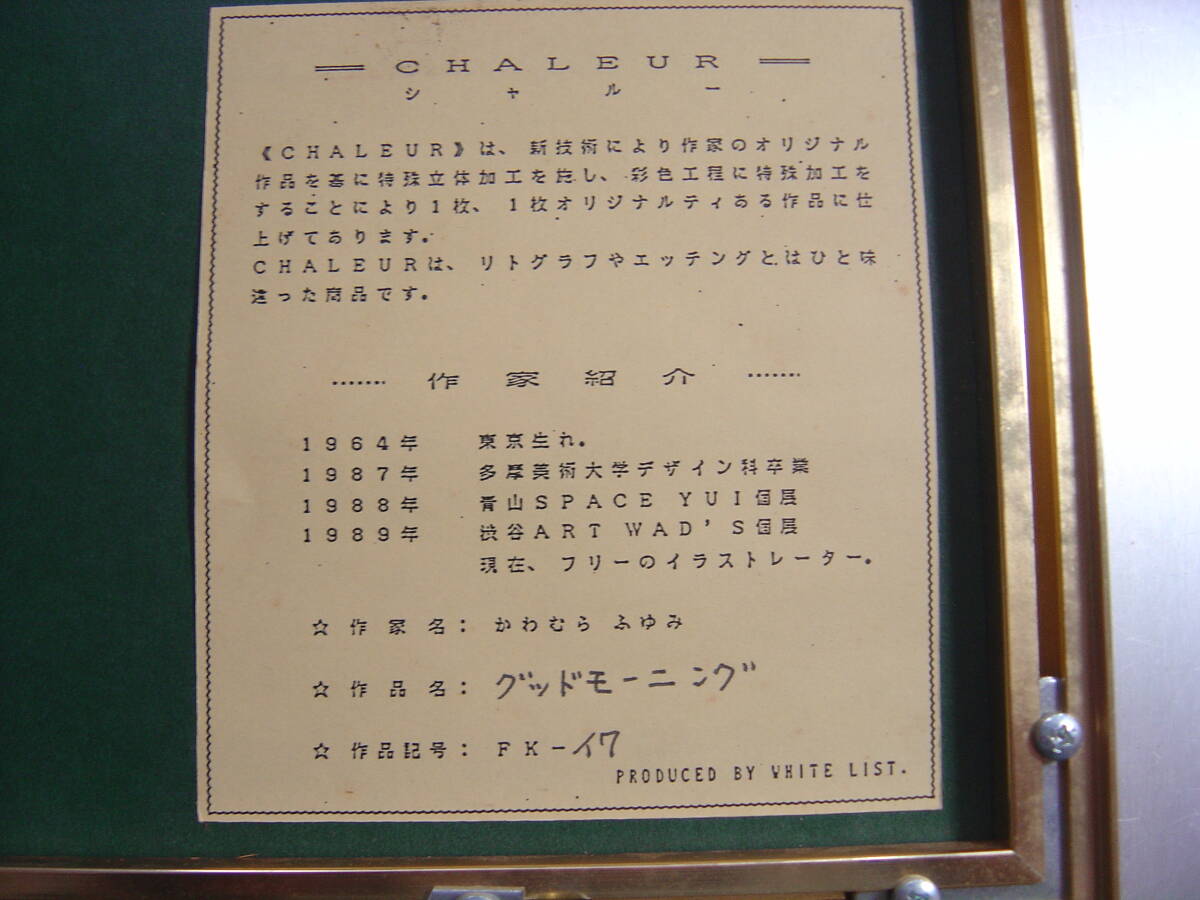 CHALEUR
シャルー
《CHALEUR》は、新技術により作家のオリジナル
作品を基に特殊立体加工を施し、彩色工程に特殊加工を
することにより1枚、1枚オリジナルティある作品に仕
上げてあります。
CHALEURは、リトグラフやエッチングとはひと味
違った商品です。
……. 作家紹介 …….
1964年 東京生れ。
1987年 多摩美術大学デザイン科卒業
1988年 青山SPACE YUI個展
1989年 渋谷ART WAD'S個展
現在、フリーのイラストレーター。
☆ 作家名: かわむら ふゆみ
☆ 作品名: グッドモーニング
☆ 作品記号: FK-イワ
PRODUCED BY WHITE LIST.